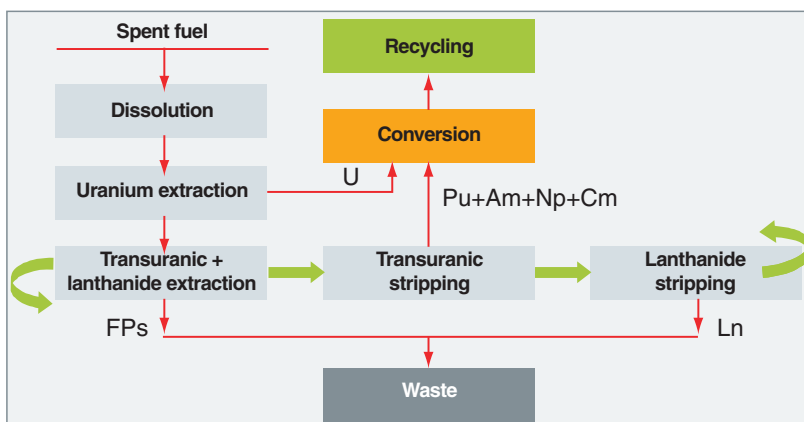 Spent fuel
Recycling
Dissolution
Conversion
Uranium extraction
U
Pu+Am+Np+Cm
Transuranic +
lanthanide extraction
Transuranic
stripping
Lanthanide
stripping
FPs
Ln
Waste